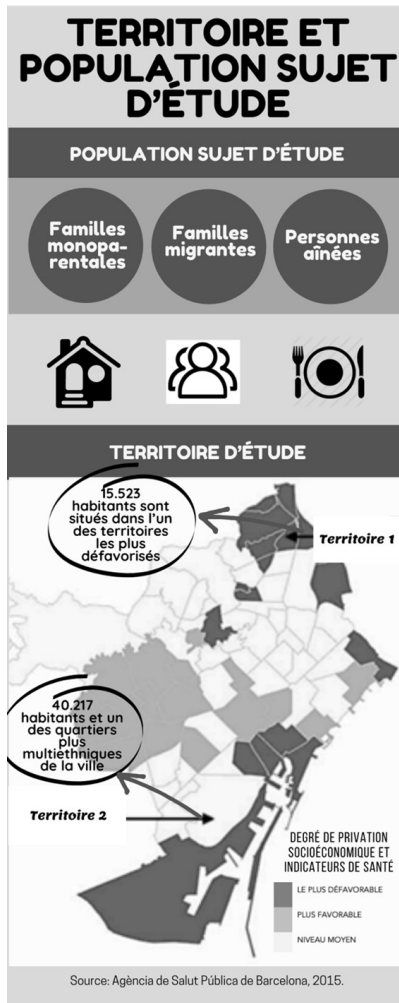 TERRITOIRE ET
POPULATION SUJET
D'ÉTUDE
POPULATION SUJET D'ÉTUDE
Familles
monopa-
rentales
Familles
migrantes
Personnes
aînées
TERRITOIRE D'ÉTUDE
15.523
habitants sont
situés dans l'un
des territoires
les plus
défavorisés
Territoire 1
40.217
habitants et un
des quartiers
plus
multiethniques
de la ville
Territoire 2
DEGRÉ DE PRIVATION
SOCIOÉCONOMIQUE ET
INDICATEURS DE SANTÉ
LE PLUS DÉFAVORABLE
PLUS FAVORABLE
NIVEAU MOYEN
Source: Agència de Salut Pública de Barcelona, 2015.